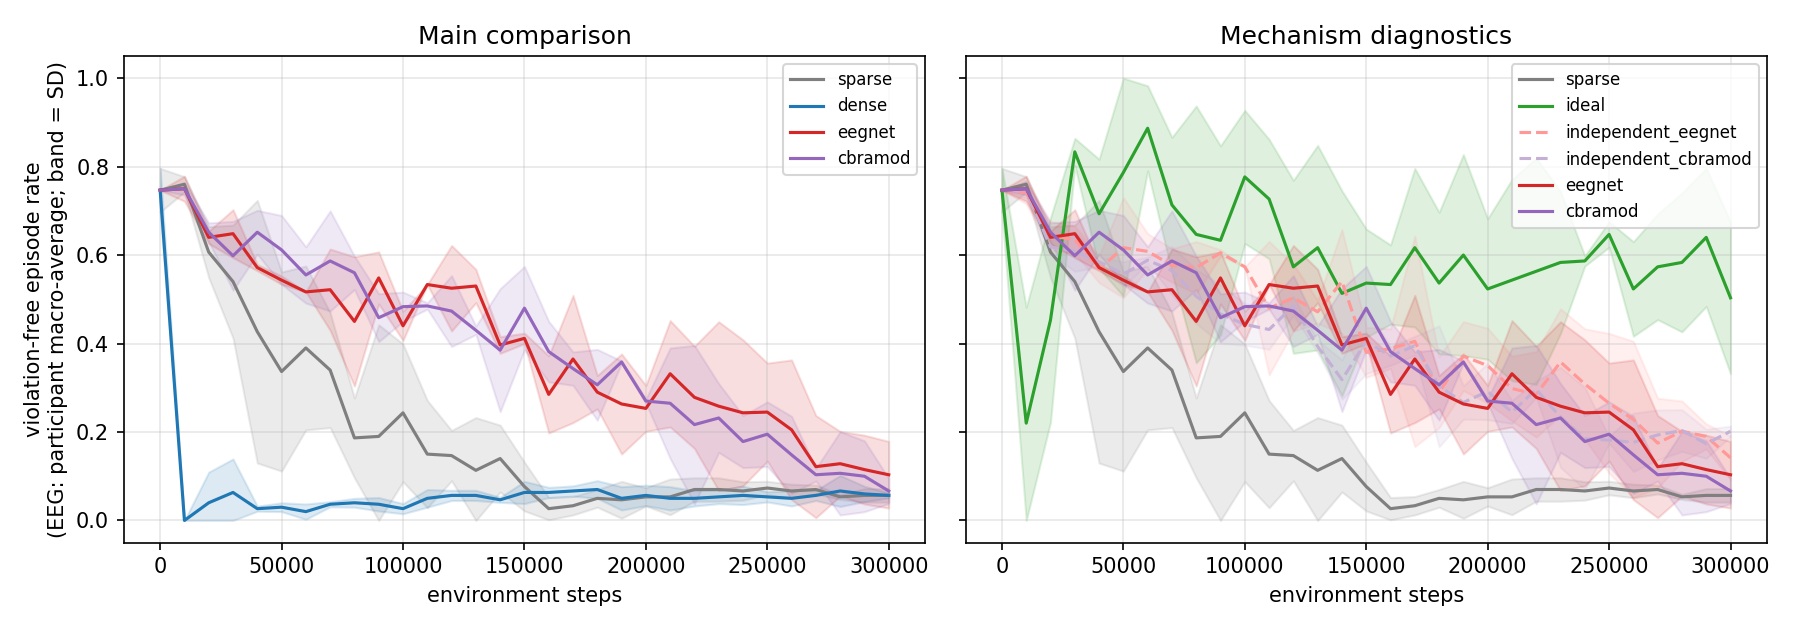 Main comparison
violation-free episode rate
(EEG: participant macro-average; band = SD)
1.0
0.8
0.6
0.4
0.2
0.0
0
50000
100000
150000
200000
250000
300000
environment steps
sparse
dense
eegnet
cbramod
Mechanism diagnostics
0
50000
100000
150000
200000
250000
300000
environment steps
sparse
ideal
independent_eegnet
independent_cbramod
eegnet
cbramod